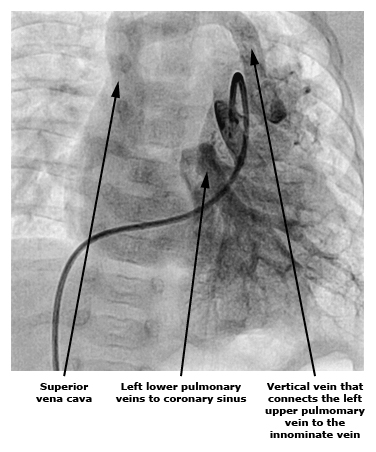 Superior
vena cava
Left lower pulmonary
veins to coronary sinus
Vertical vein that
connects the left
upper pulmomary
vein to the
innominate vein